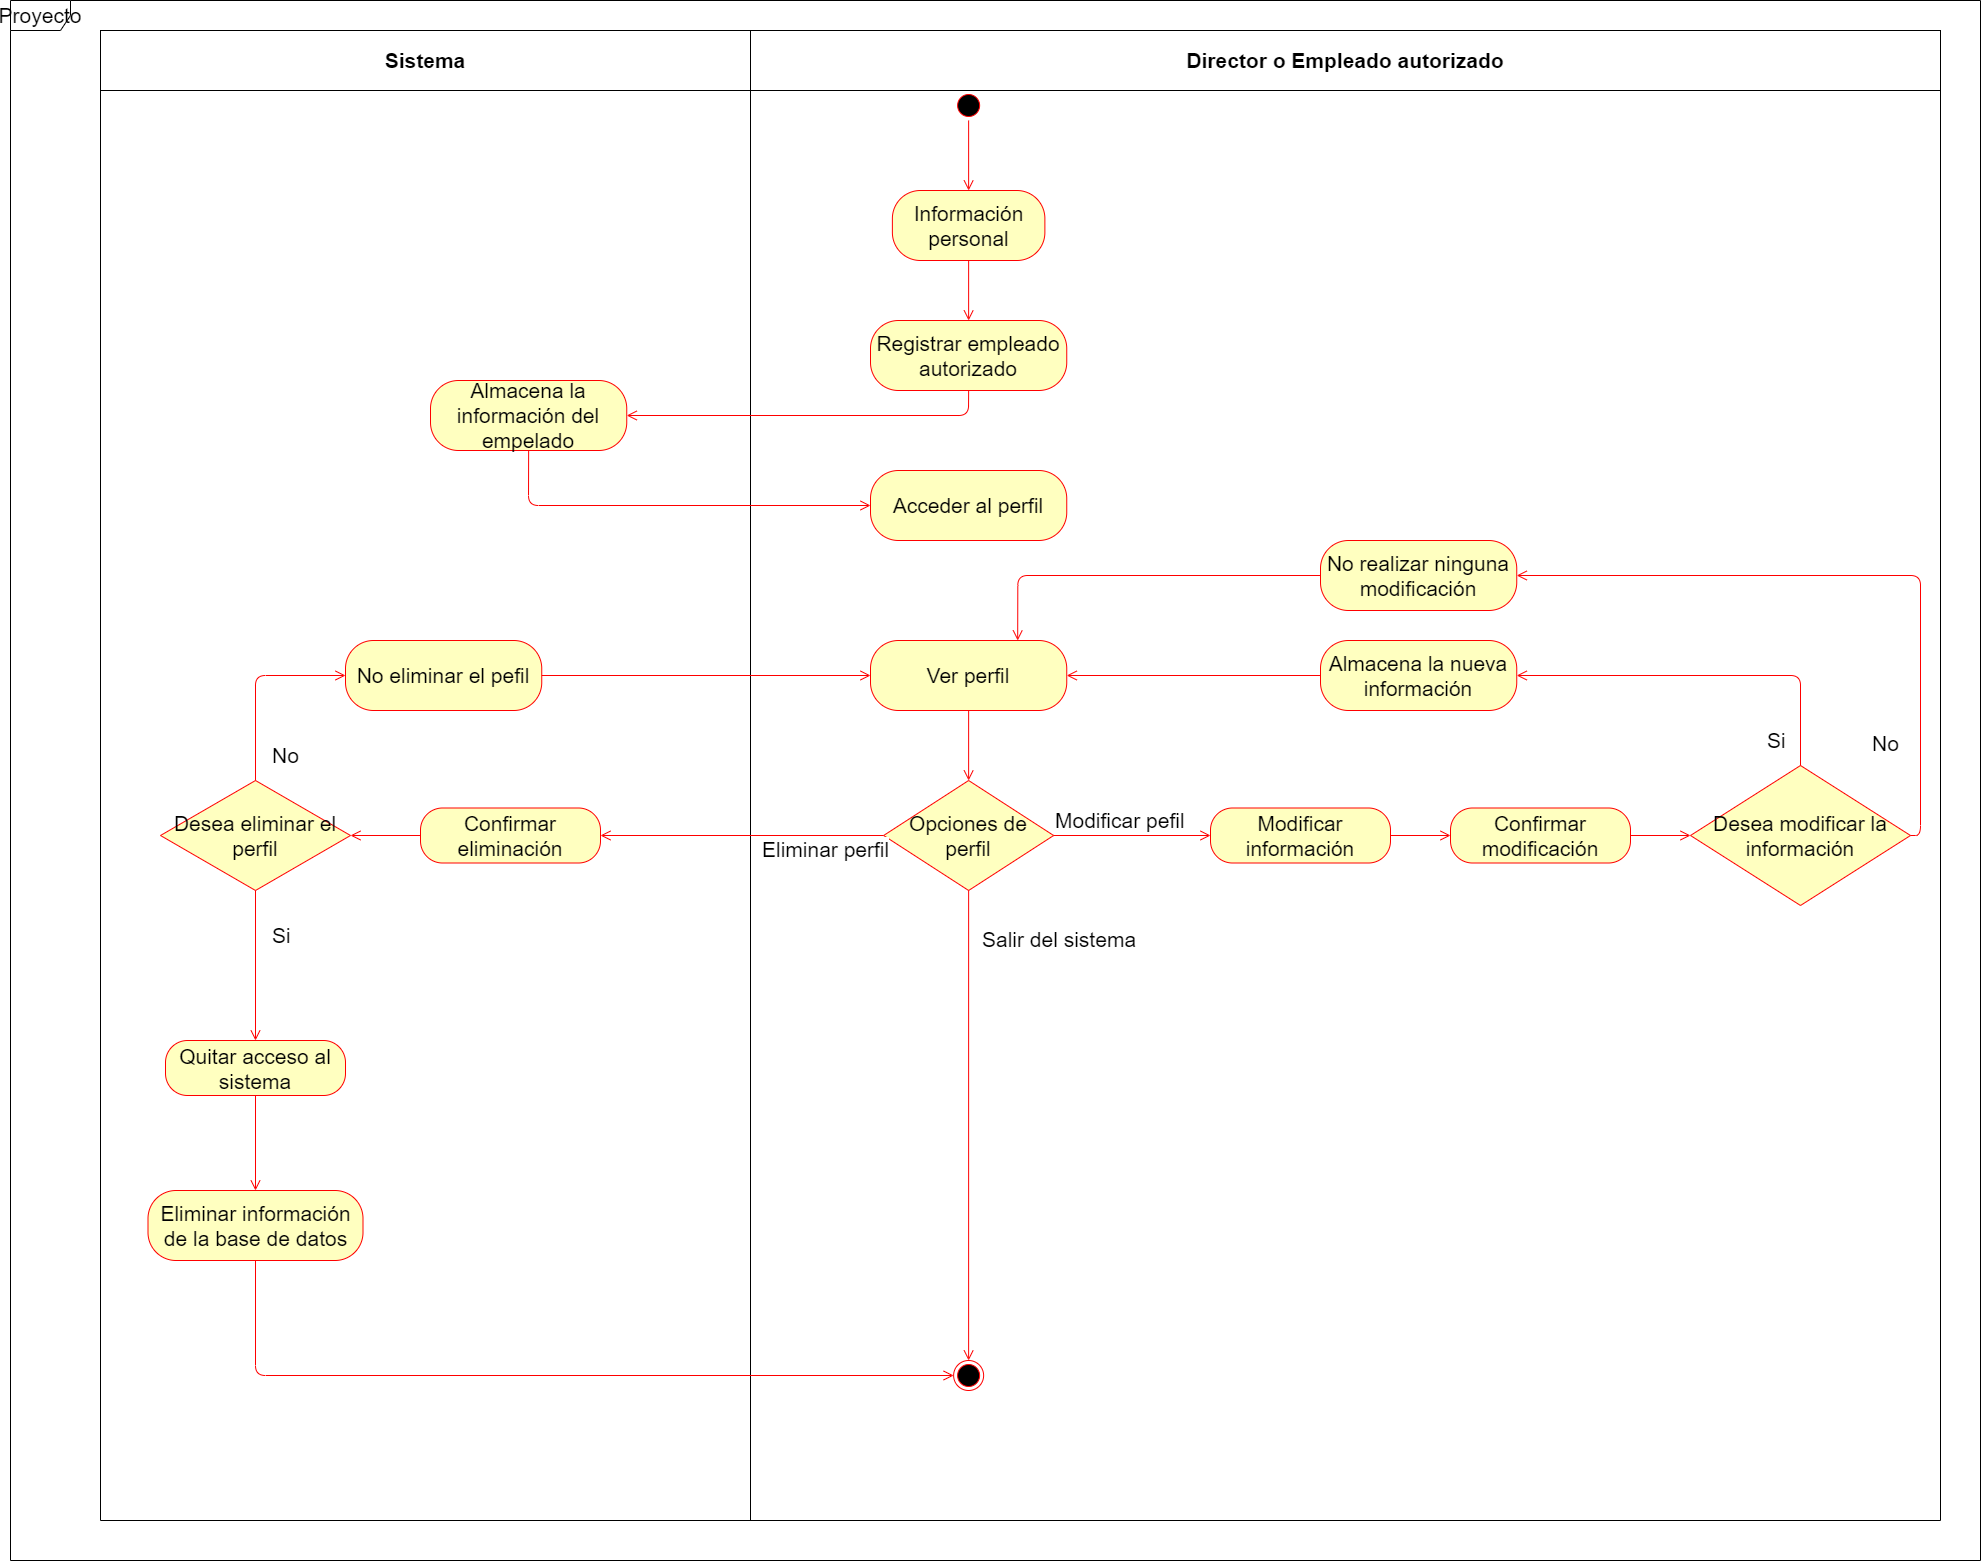 Proyecto
Sistema
Director o Empleado autorizado
Información
personal
Registrar empleado
autorizado
Almacena la
información del
empelado
Acceder al perfil
No realizar ninguna
modificación
No eliminar el pefil
Ver perfil
Almacena la nueva
información
No
Si
No
Desea eliminar el
perfil
Confirmar
eliminación
Eliminar perfil
Opciones de
perfil
Modificar pefil
Modificar
información
Confirmar
modificación
Desea modificar la
información
Si
Salir del sistema
Quitar acceso al
sistema
Eliminar información
de la base de datos